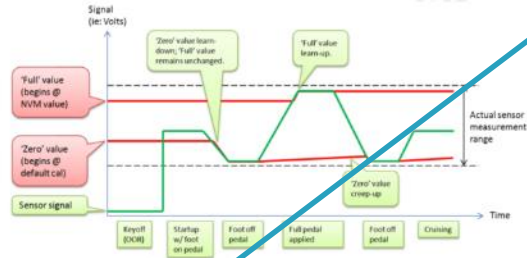 Signal
(ie: Volts)
'Zero' value learn-
down; 'Full' value
remains unchanged.
'Full' value
learn-up.
'Full' value
(begins @
NVM value)
Actual sensor
measurement
range
'Zero' value
(begins @
default cal)
'Zero' value
creep-up
Sensor signal
Time
Keyoff
(OOR)
Startup
w/ foot
on pedal
Foot off
pedal
Full pedal
applied
Foot off
pedal
Cruising